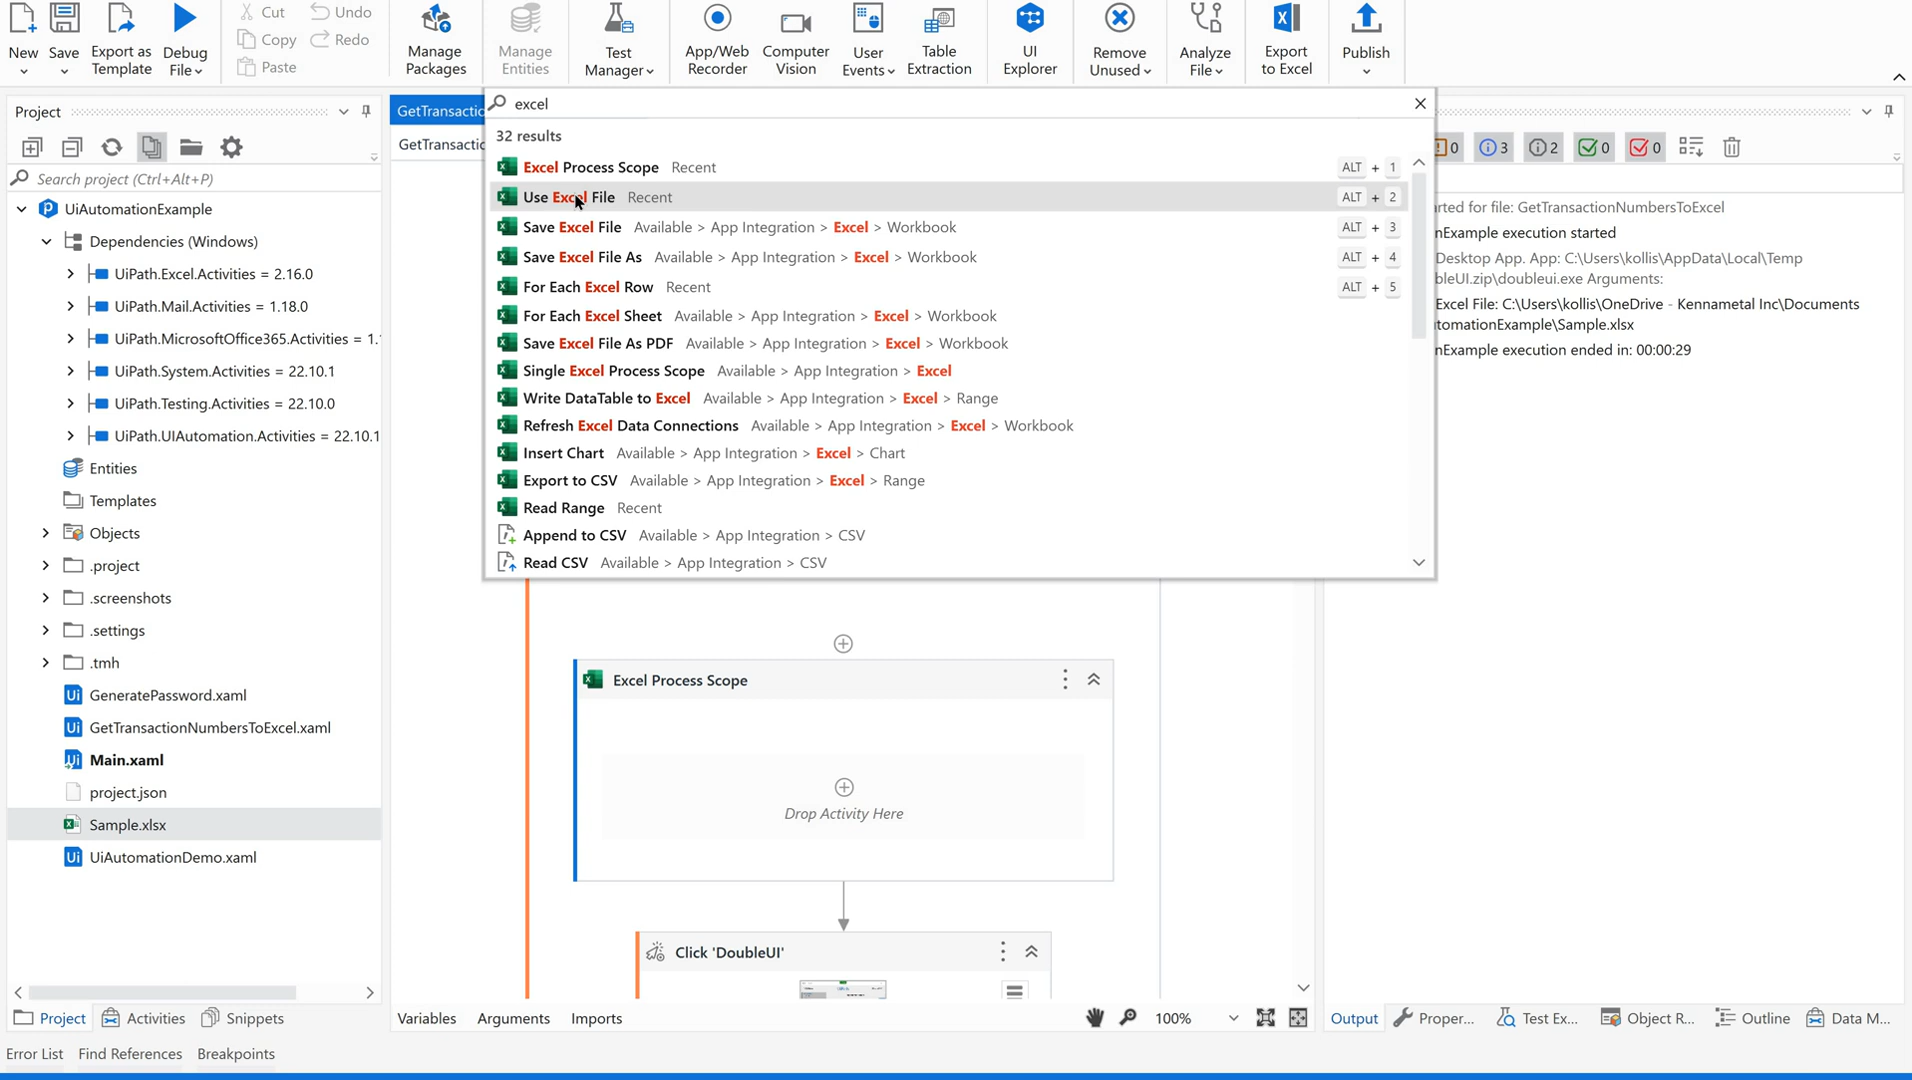 New
Save
Export as Template
Debug File
Cut
Copy
Paste
Undo
Redo
Manage Packages
Manage Entities
Test Manager
App/Web Recorder
Computer Vision
User Events
Table Extraction
UI Explorer
Remove Unused
Analyze File
Export to Excel
Publish
Project
Search project (Ctrl+Alt+P)
UiAutomationExample
Dependencies (Windows)
UiPath.Excel.Activities = 2.16.0
UiPath.Mail.Activities = 1.18.0
UiPath.MicrosoftOffice365.Activities = 1.
UiPath.System.Activities = 22.10.1
UiPath.Testing.Activities = 22.10.0
UiPath.UIAutomation.Activities = 22.10.1
Entities
Templates
Objects
.project
.screenshots
.settings
.tmh
GeneratePassword.xaml
GetTransactionNumbersToExcel.xaml
Main.xaml
project.json
Sample.xlsx
UiAutomationDemo.xaml
Project Activities Snippets
Error List Find References Breakpoints
GetTransactio
GetTransactio
excel
32 results
Excel Process Scope Recent ALT + 1
Use Excel File Recent ALT + 2
Save Excel File Available > App Integration > Excel > Workbook ALT + 3
Save Excel File As Available > App Integration > Excel > Workbook ALT + 4
For Each Excel Row Recent ALT + 5
For Each Excel Sheet Available > App Integration > Excel > Workbook
Save Excel File As PDF Available > App Integration > Excel > Workbook
Single Excel Process Scope Available > App Integration > Excel
Write DataTable to Excel Available > App Integration > Excel > Range
Refresh Excel Data Connections Available > App Integration > Excel > Workbook
Insert Chart Available > App Integration > Excel > Chart
Export to CSV Available > App Integration > Excel > Range
Read Range Recent
Append to CSV Available > App Integration > CSV
Read CSV Available > App Integration > CSV
Excel Process Scope
Drop Activity Here
Click 'DoubleUI'
Variables Arguments Imports 100%
0 3 2 0 0
arted for file: GetTransactionNumbersToExcel
nExample execution started
Desktop App. App: C:\Users\kollis\AppData\Local\Temp
bleUI.zip\doubleui.exe Arguments:
Excel File: C:\Users\kollis\OneDrive - Kennametal Inc\Documents
tomationExample\Sample.xlsx
nExample execution ended in: 00:00:29
Output Proper... Test Ex... Object R... Outline Data M...